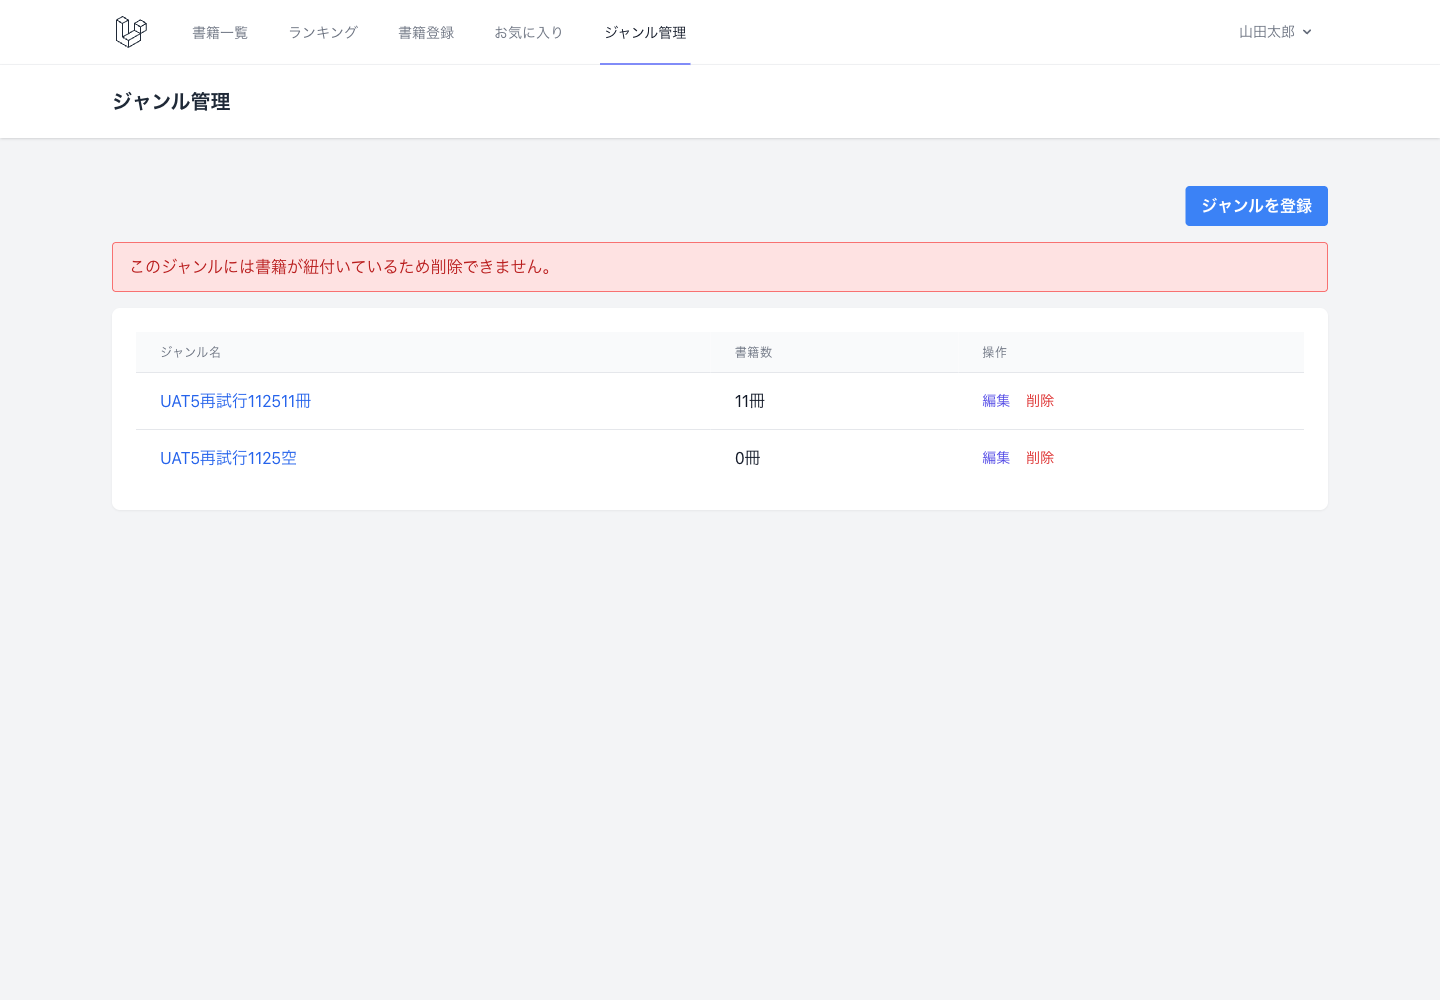 書籍一覧 ランキング 書籍登録 お気に入り ジャンル管理 山田太郎
ジャンル管理
ジャンルを登録
このジャンルには書籍が紐付いているため削除できません。
ジャンル名 書籍数 操作
UAT5再試行112511冊 11冊 編集 削除
UAT5再試行1125空 0冊 編集 削除